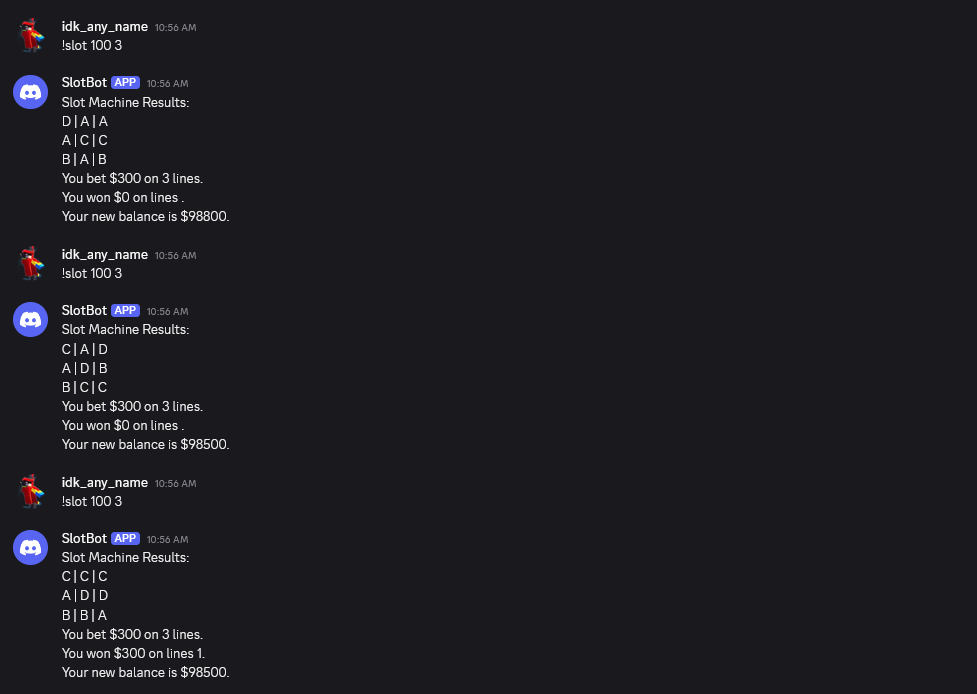 idk_any_name 10:56 AM
!slot 100 3
SlotBot APP 10:56 AM
Slot Machine Results:
D | A | A
A | C | C
B | A | B
You bet $300 on 3 lines.
You won $0 on lines .
Your new balance is $98800.
idk_any_name 10:56 AM
!slot 100 3
SlotBot APP 10:56 AM
Slot Machine Results:
C | A | D
A | D | B
B | C | C
You bet $300 on 3 lines.
You won $0 on lines .
Your new balance is $98500.
idk_any_name 10:56 AM
!slot 100 3
SlotBot APP 10:56 AM
Slot Machine Results:
C | C | C
A | D | D
B | B | A
You bet $300 on 3 lines.
You won $300 on lines 1.
Your new balance is $98500.